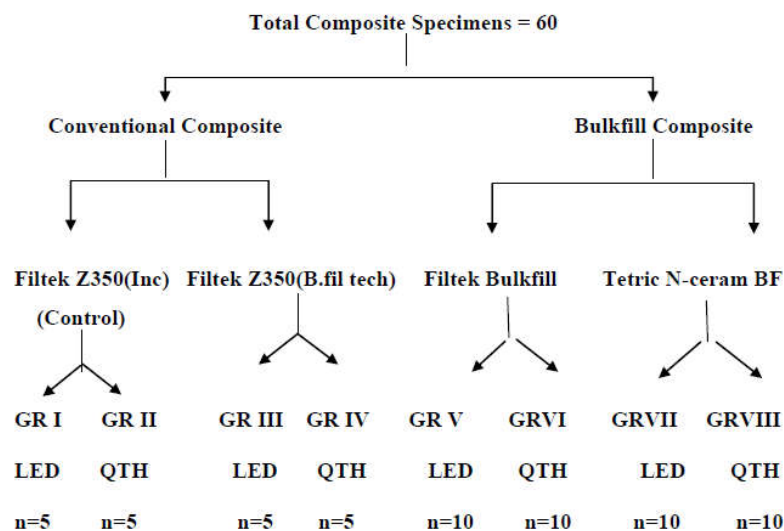 Total Composite Specimens = 60
Conventional Composite Bulkfill Composite
Filtek Z350(Inc) Filtek Z350(B.fil tech) Filtek Bulkfill Tetric N-ceram BF
(Control)
GR I GR II GR III GR IV GR V GRVI GRVII GRVIII
LED QTH LED QTH LED QTH LED QTH
n=5 n=5 n=5 n=5 n=10 n=10 n=10 n=10